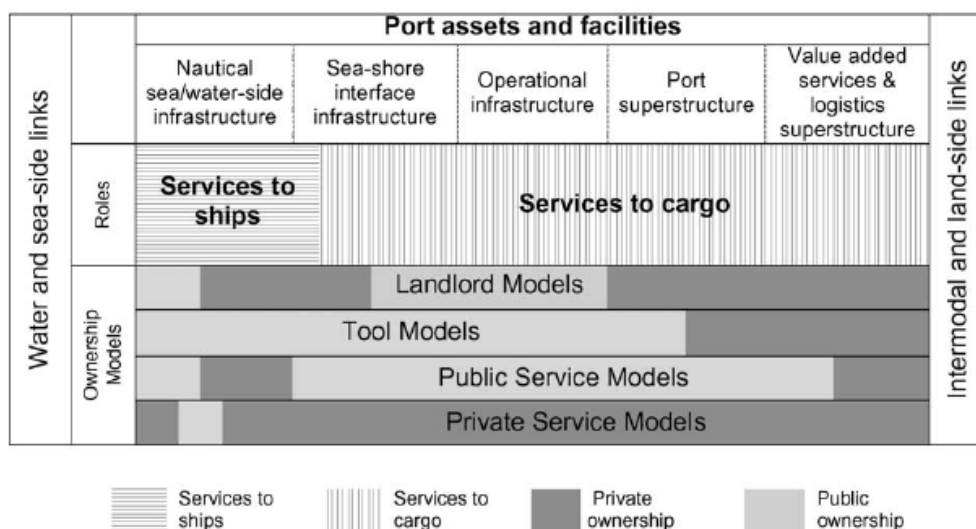 Port assets and facilities
Nautical
sea/water-side
infrastructure
Sea-shore
interface
infrastructure
Operational
infrastructure
Port
superstructure
Value added
services &
logistics
superstructure
Water and sea-side links
Roles
Services to
ships
Services to cargo
Intermodal and land-side links
Ownership
Models
Landlord Models
Tool Models
Public Service Models
Private Service Models
Services to
ships
Services to
cargo
Private
ownership
Public
ownership